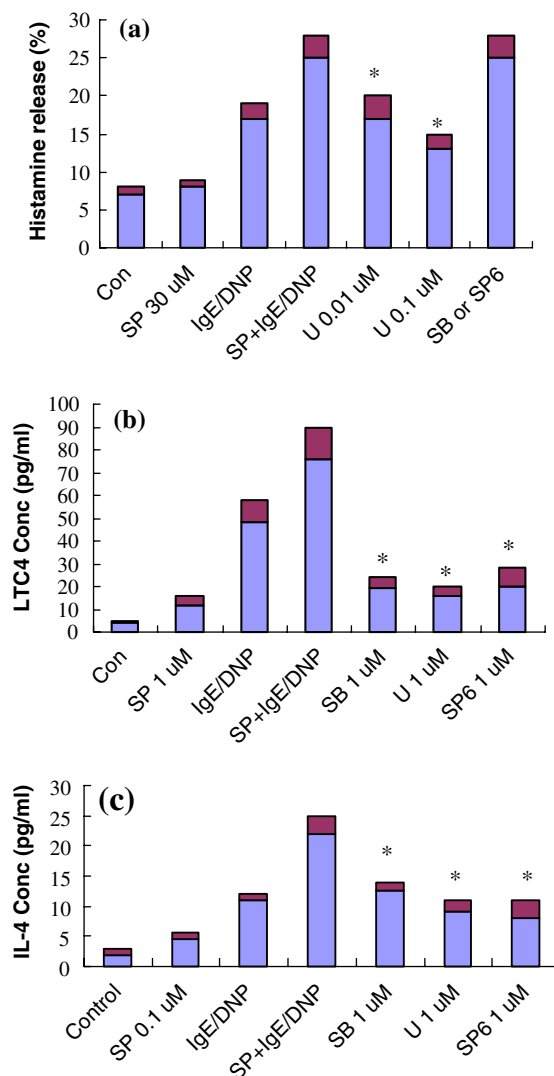 (a)
Histamine release (%)
30
25
20
15
10
5
0
Con
SP 30 uM
IgE/DNP
SP+IgE/DNP
U 0.01 uM
U 0.1 uM
SB or SP6
*
*
(b)
LTC4 Conc (pg/ml)
100
90
80
70
60
50
40
30
20
10
0
Con
SP 1 uM
IgE/DNP
SP+IgE/DNP
SB 1 uM
U 1 uM
SP6 1 uM
*
*
*
(c)
IL-4 Conc (pg/ml)
30
25
20
15
10
5
0
Control
SP 0.1 uM
IgE/DNP
SP+IgE/DNP
SB 1 uM
U 1 uM
SP6 1 uM
*
*
*